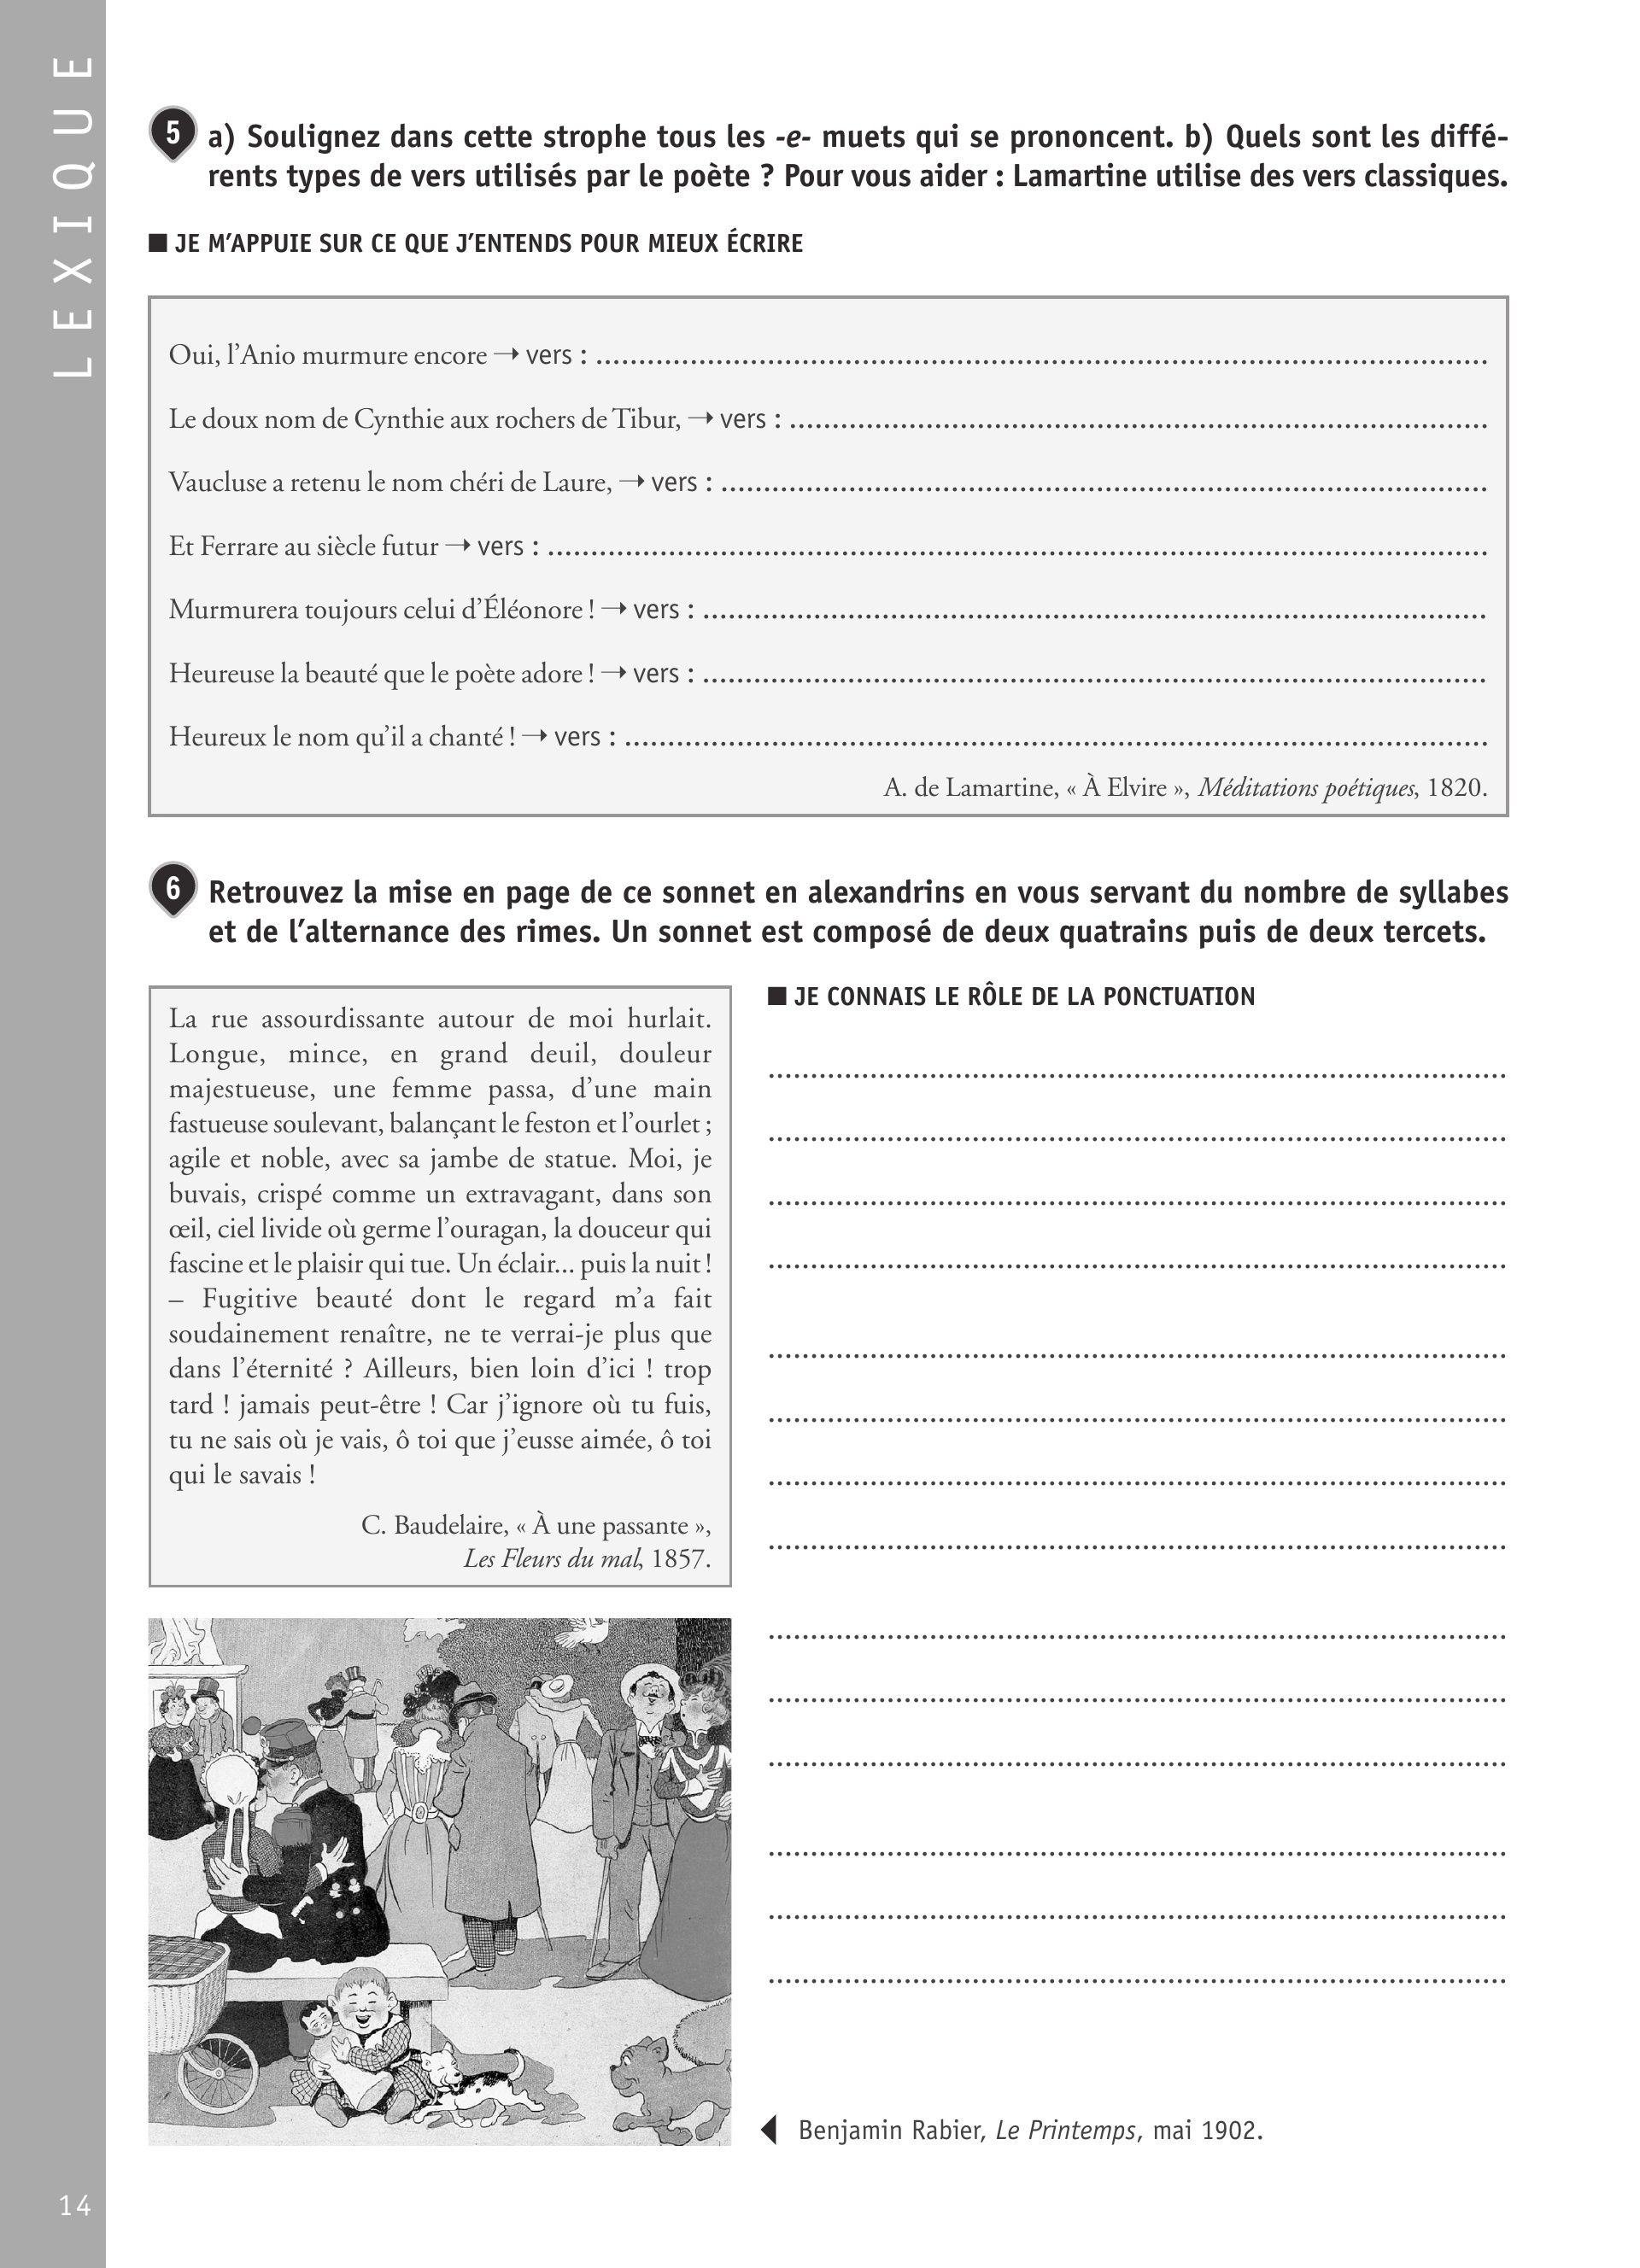 LEXIQUE
5 a) Soulignez dans cette strophe tous les -e- muets qui se prononcent. b) Quels sont les diffé-
rents types de vers utilisés par le poète ? Pour vous aider : Lamartine utilise des vers classiques.
■ JE M’APPUIE SUR CE QUE J’ENTENDS POUR MIEUX ÉCRIRE
Oui, l’Anio murmure encore → vers : ..........
Le doux nom de Cynthie aux rochers de Tibur, → vers : ..........
Vaucluse a retenu le nom chéri de Laure, → vers : ..........
Et Ferrare au siècle futur → vers : ..........
Murmurera toujours celui d’Éléonore ! → vers : ..........
Heureuse la beauté que le poète adore ! → vers : ..........
Heureux le nom qu’il a chanté ! → vers : ..........
A. de Lamartine, « À Elvire », Méditations poétiques, 1820.
6 Retrouvez la mise en page de ce sonnet en alexandrins en vous servant du nombre de syllabes
et de l’alternance des rimes. Un sonnet est composé de deux quatrains puis de deux tercets.
La rue assourdissante autour de moi hurlait.
Longue, mince, en grand deuil, douleur
majestueuse, une femme passa, d’une main
fastueuse soulevant, balançant le feston et l’ourlet ;
agile et noble, avec sa jambe de statue. Moi, je
buvais, crispé comme un extravagant, dans son
œil, ciel livide où germe l’ouragan, la douceur qui
fascine et le plaisir qui tue. Un éclair... puis la nuit !
– Fugitive beauté dont le regard m’a fait
soudainement renaître, ne te verrai-je plus que
dans l’éternité ? Ailleurs, bien loin d’ici ! trop
tard ! jamais peut-être ! Car j’ignore où tu fuis,
tu ne sais où je vais, ô toi que j’eusse aimée, ô toi
qui le savais !
C. Baudelaire, « À une passante »,
Les Fleurs du mal, 1857.
■ JE CONNAIS LE RÔLE DE LA PONCTUATION
Benjamin Rabier, Le Printemps, mai 1902.
14